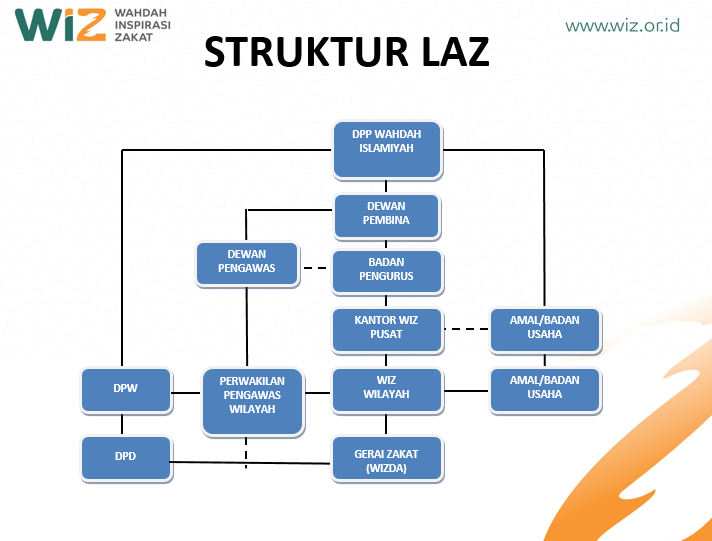 WiZ
WAHDAH
INSPIRASI
ZAKAT
www.wiz.or.id
STRUKTUR LAZ
DPP WAHDAH
ISLAMIYAH
DEWAN
PEMBINA
DEWAN
PENGAWAS
BADAN
PENGURUS
KANTOR WIZ
PUSAT
AMAL/BADAN
USAHA
DPW
PERWAKILAN
PENGAWAS
WILAYAH
WIZ
WILAYAH
AMAL/BADAN
USAHA
DPD
GERAI ZAKAT
(WIZDA)